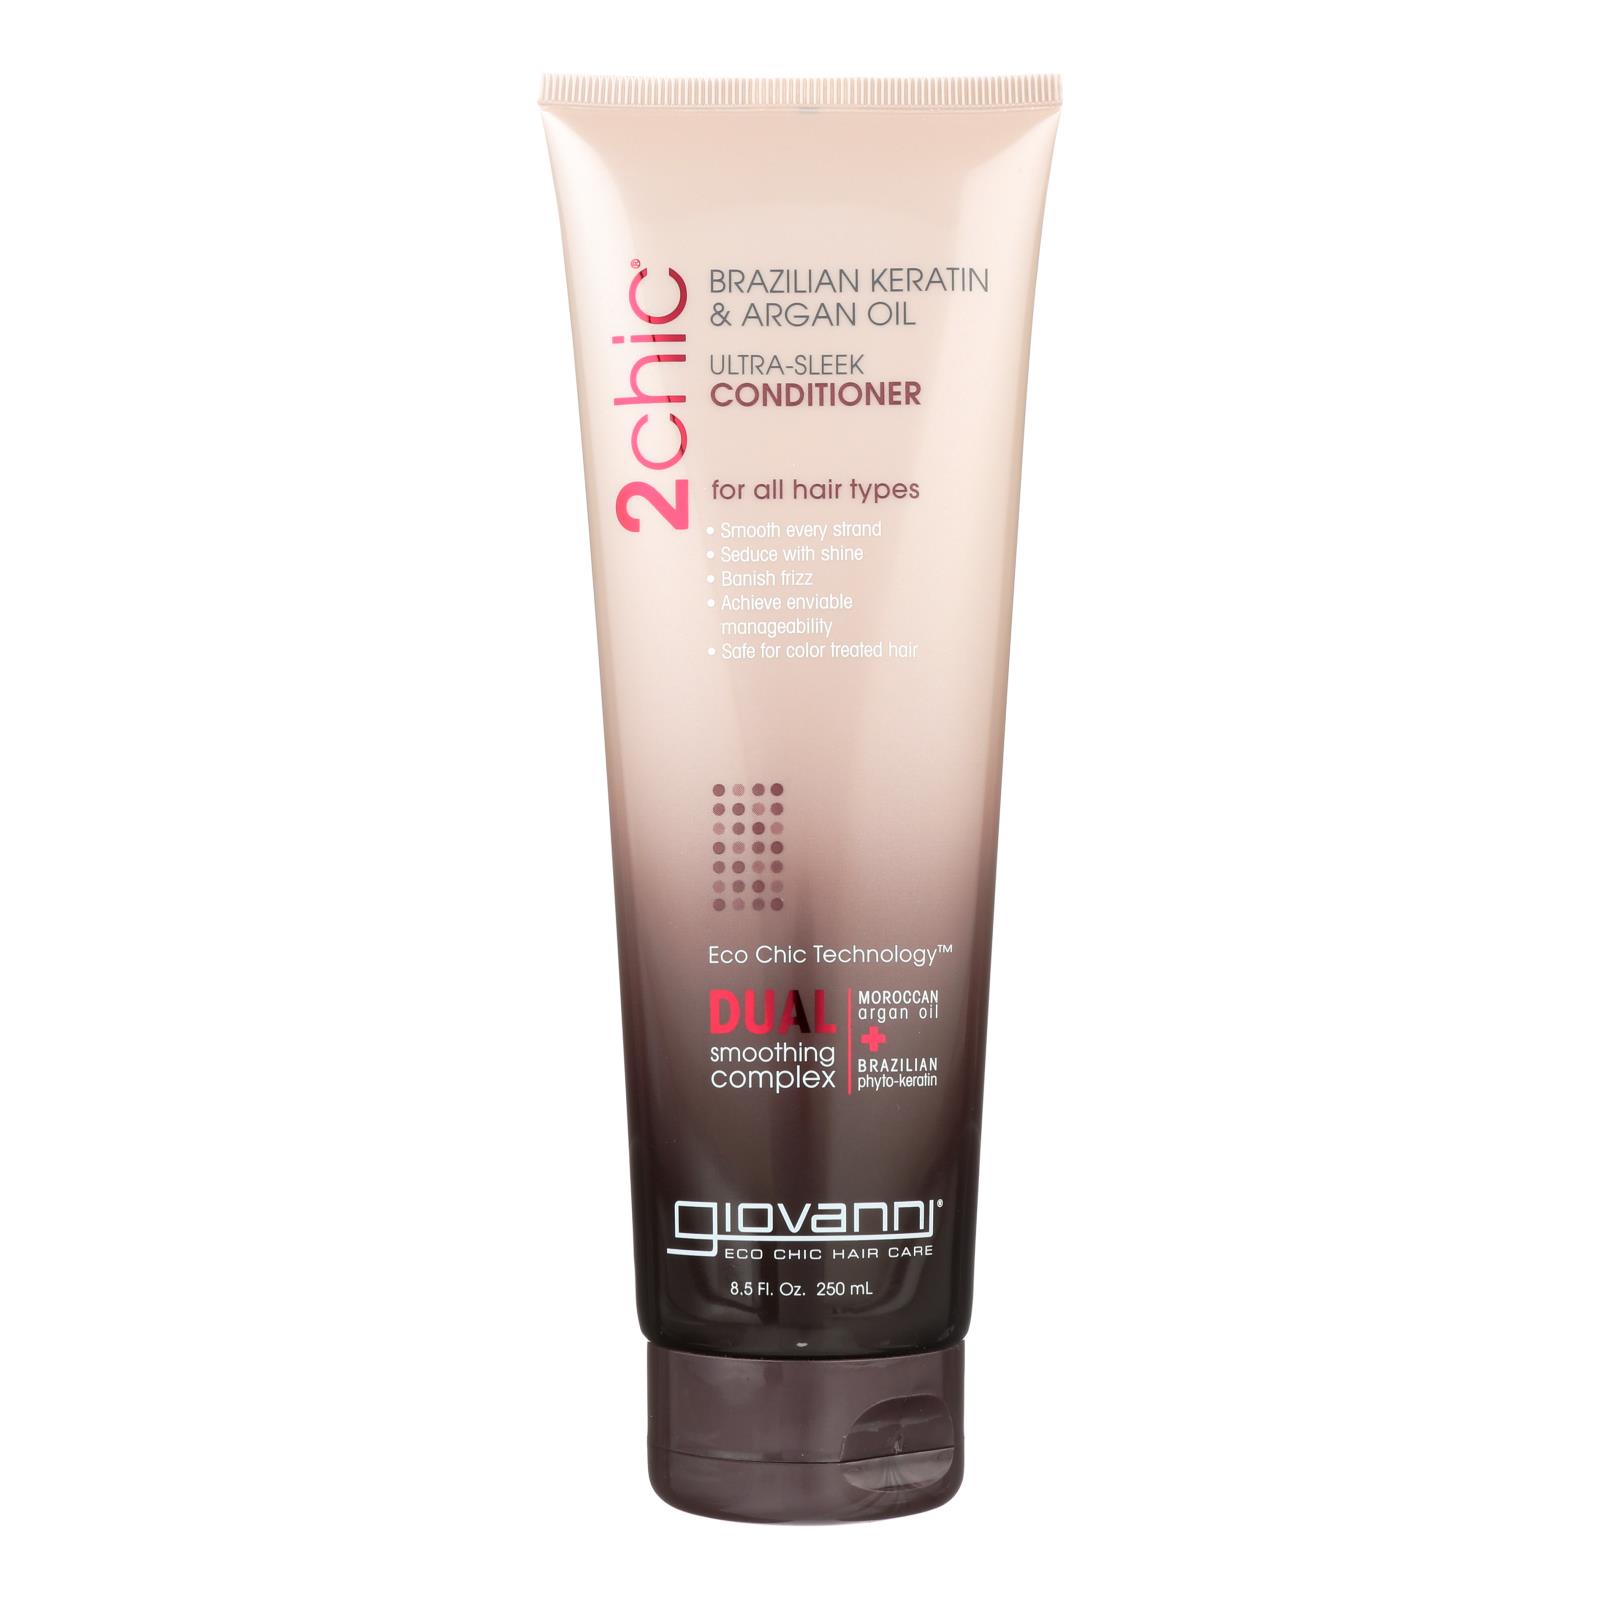 2chic®
BRAZILIAN KERATIN
& ARGAN OIL
ULTRA-SLEEK
CONDITIONER
for all hair types
• Smooth every strand
• Seduce with shine
• Banish frizz
• Achieve enviable
manageability
• Safe for color treated hair
Eco Chic Technology™
DUAL
smoothing
complex
MOROCCAN
argan oil
+
BRAZILIAN
phyto-keratin
giovanni®
ECO CHIC HAIR CARE
8.5 Fl. Oz. 250 mL